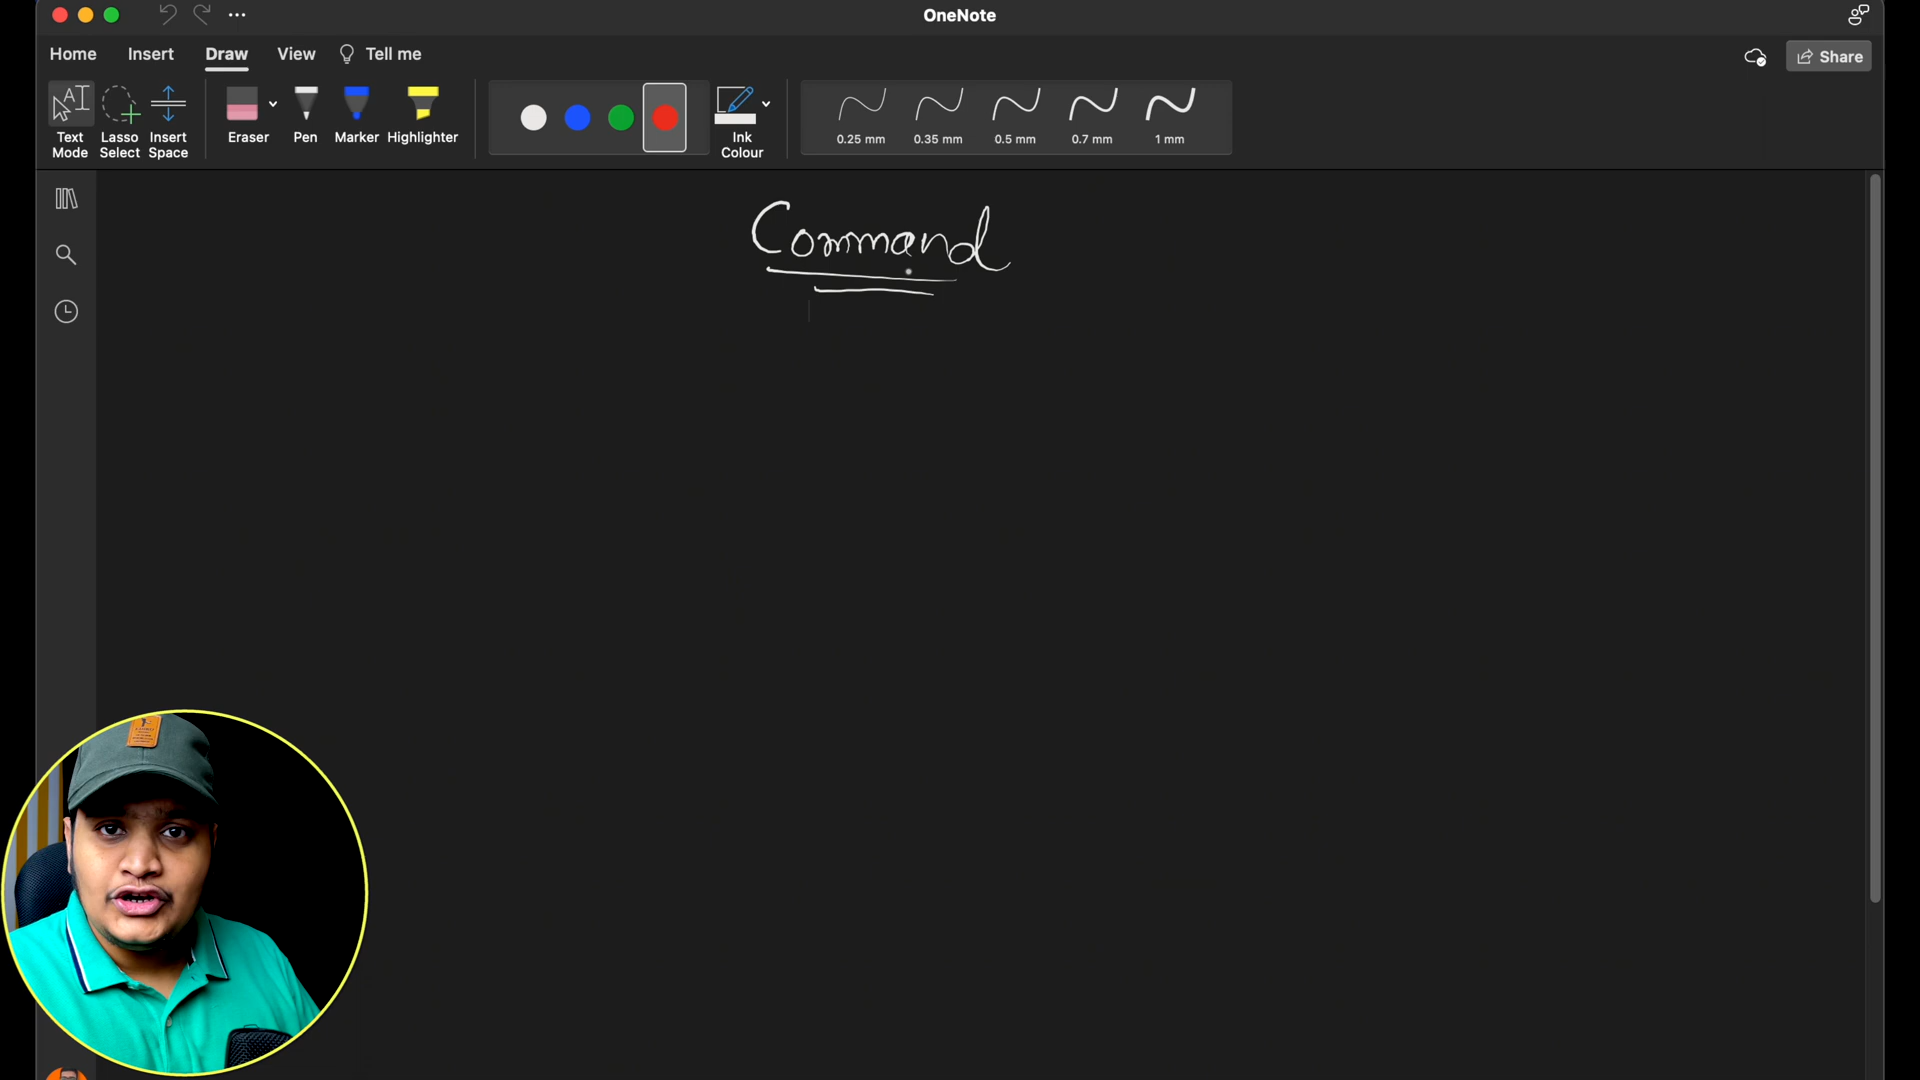 OneNote
Home Insert Draw View Tell me
Share
Text Mode
Lasso Select
Insert Space
Eraser
Pen
Marker
Highlighter
Ink Colour
0.25 mm
0.35 mm
0.5 mm
0.7 mm
1 mm
Command